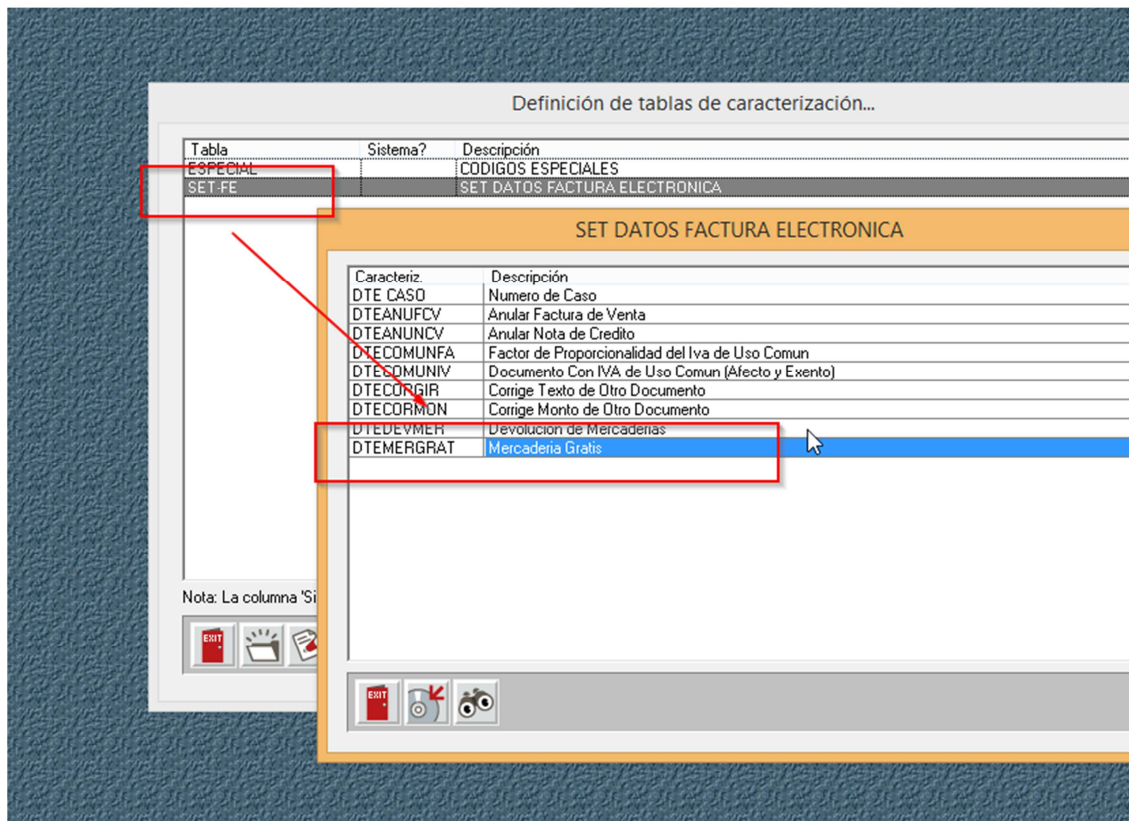 Definición de tablas de caracterización...
Tabla Sistema? Descripción
ESPECIAL CODIGOS ESPECIALES
SET-FE SET DATOS FACTURA ELECTRONICA
SET DATOS FACTURA ELECTRONICA
Caracteriz. Descripción
DTE CASO Numero de Caso
DTEANUFCV Anular Factura de Venta
DTEANUNCV Anular Nota de Credito
DTECOMUNFA Factor de Proporcionalidad del Iva de Uso Comun
DTECOMUNIV Documento Con IVA de Uso Comun (Afecto y Exento)
DTECORGIR Corrige Texto de Otro Documento
DTECORMON Corrige Monto de Otro Documento
DTEDEVMER Devolucion de Mercaderias
DTEMERGRAT Mercaderia Gratis
Nota: La columna 'Si
EXIT
EXIT